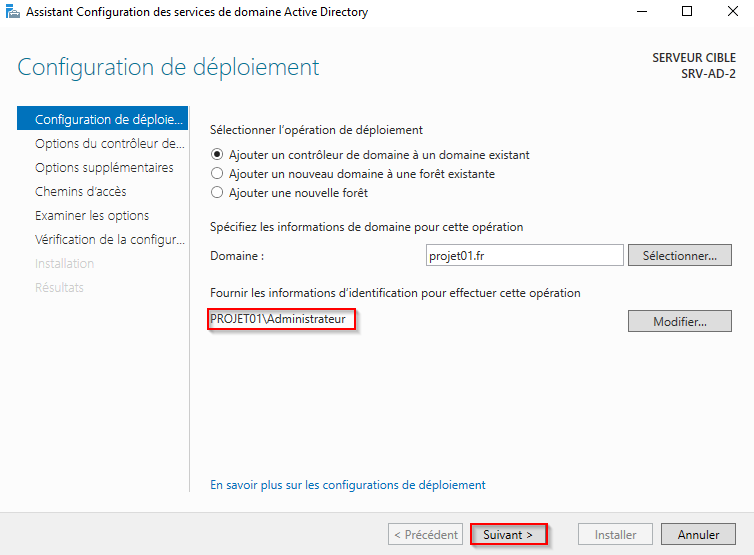 Assistant Configuration des services de domaine Active Directory
Configuration de déploiement
SERVEUR CIBLE
SRV-AD-2
Configuration de déploie...
Options du contrôleur de...
Options supplémentaires
Chemins d'accès
Examiner les options
Vérification de la configur...
Installation
Résultats
Sélectionner l'opération de déploiement
Ajouter un contrôleur de domaine à un domaine existant
Ajouter un nouveau domaine à une forêt existante
Ajouter une nouvelle forêt
Spécifiez les informations de domaine pour cette opération
Domaine :
projet01.fr
Sélectionner...
Fournir les informations d'identification pour effectuer cette opération
PROJET01\Administrateur
Modifier...
En savoir plus sur les configurations de déploiement
< Précédent
Suivant >
Installer
Annuler